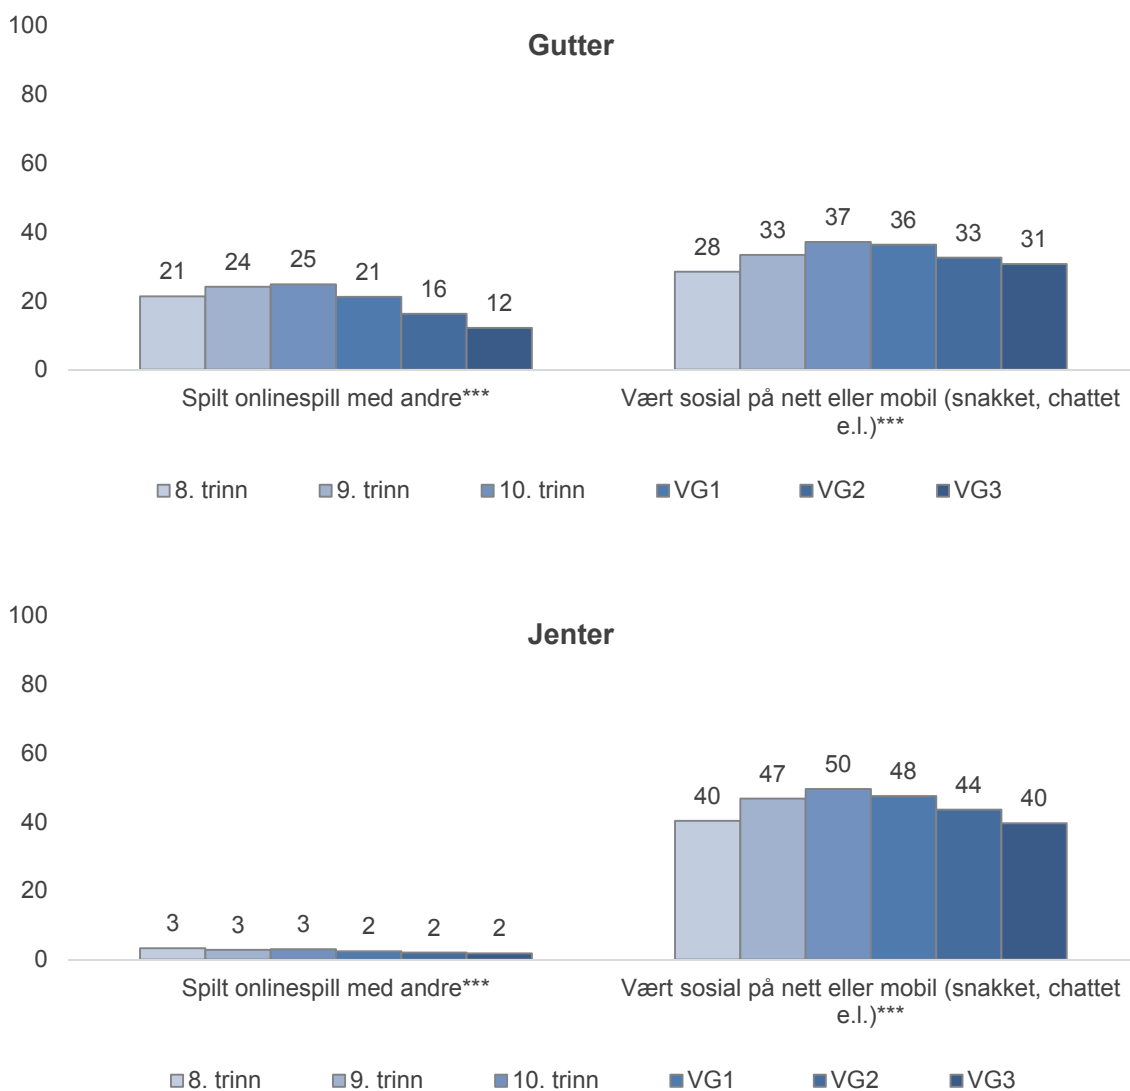 100
Gutter
80
60
40
20
0
21 24 25 21 16 12
28 33 37 36 33 31
Spilt onlinespill med andre***
Vært sosial på nett eller mobil (snakket, chattet
e.l.)***
8. trinn 9. trinn 10. trinn VG1 VG2 VG3
100
Jenter
80
60
40
20
0
3 3 3 2 2 2
40 47 50 48 44 40
Spilt onlinespill med andre***
Vært sosial på nett eller mobil (snakket, chattet
e.l.)***
8. trinn 9. trinn 10. trinn VG1 VG2 VG3